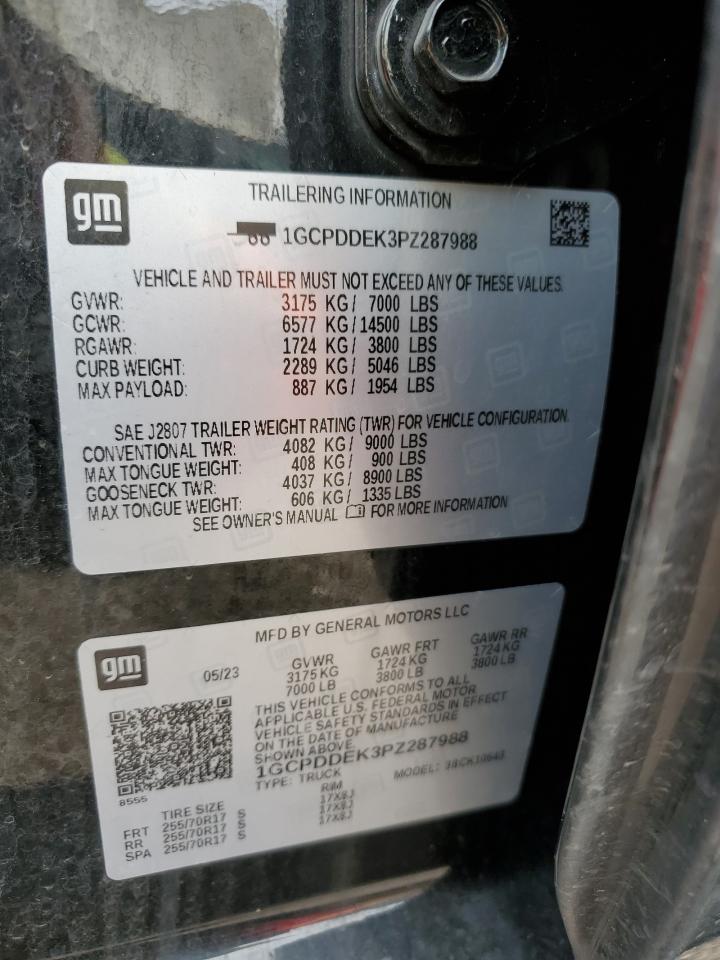 gm
TRAILERING INFORMATION
1GCPDDEK3PZ287988
VEHICLE AND TRAILER MUST NOT EXCEED ANY OF THESE VALUES.
GVWR: 3175 KG/ 7000 LBS
GCWR: 6577 KG/14500 LBS
RGAWR: 1724 KG/ 3800 LBS
CURB WEIGHT: 2289 KG/ 5046 LBS
MAX PAYLOAD: 887 KG/ 1954 LBS
SAE J2807 TRAILER WEIGHT RATING (TWR) FOR VEHICLE CONFIGURATION.
CONVENTIONAL TWR: 4082 KG/ 9000 LBS
MAX TONGUE WEIGHT: 408 KG/ 900 LBS
GOOSENECK TWR: 4037 KG/ 8900 LBS
MAX TONGUE WEIGHT: 606 KG/ 1335 LBS
SEE OWNER'S MANUAL FOR MORE INFORMATION
gm
MFD BY GENERAL MOTORS LLC
05/23
GVWR GAWR FRT GAWR RR
3175 KG 1724 KG 1724 KG
7000 LB 3800 LB 3800 LB
THIS VEHICLE CONFORMS TO ALL
APPLICABLE U.S. FEDERAL MOTOR
VEHICLE SAFETY STANDARDS IN EFFECT
ON THE DATE OF MANUFACTURE
SHOWN ABOVE.
1GCPDDEK3PZ287988
TYPE: TRUCK MODEL:
8555
TIRE SIZE RIM
FRT 255/70R17 S 17X8J
RR 255/70R17 S 17X8J
SPA 255/70R17 S 17X8J